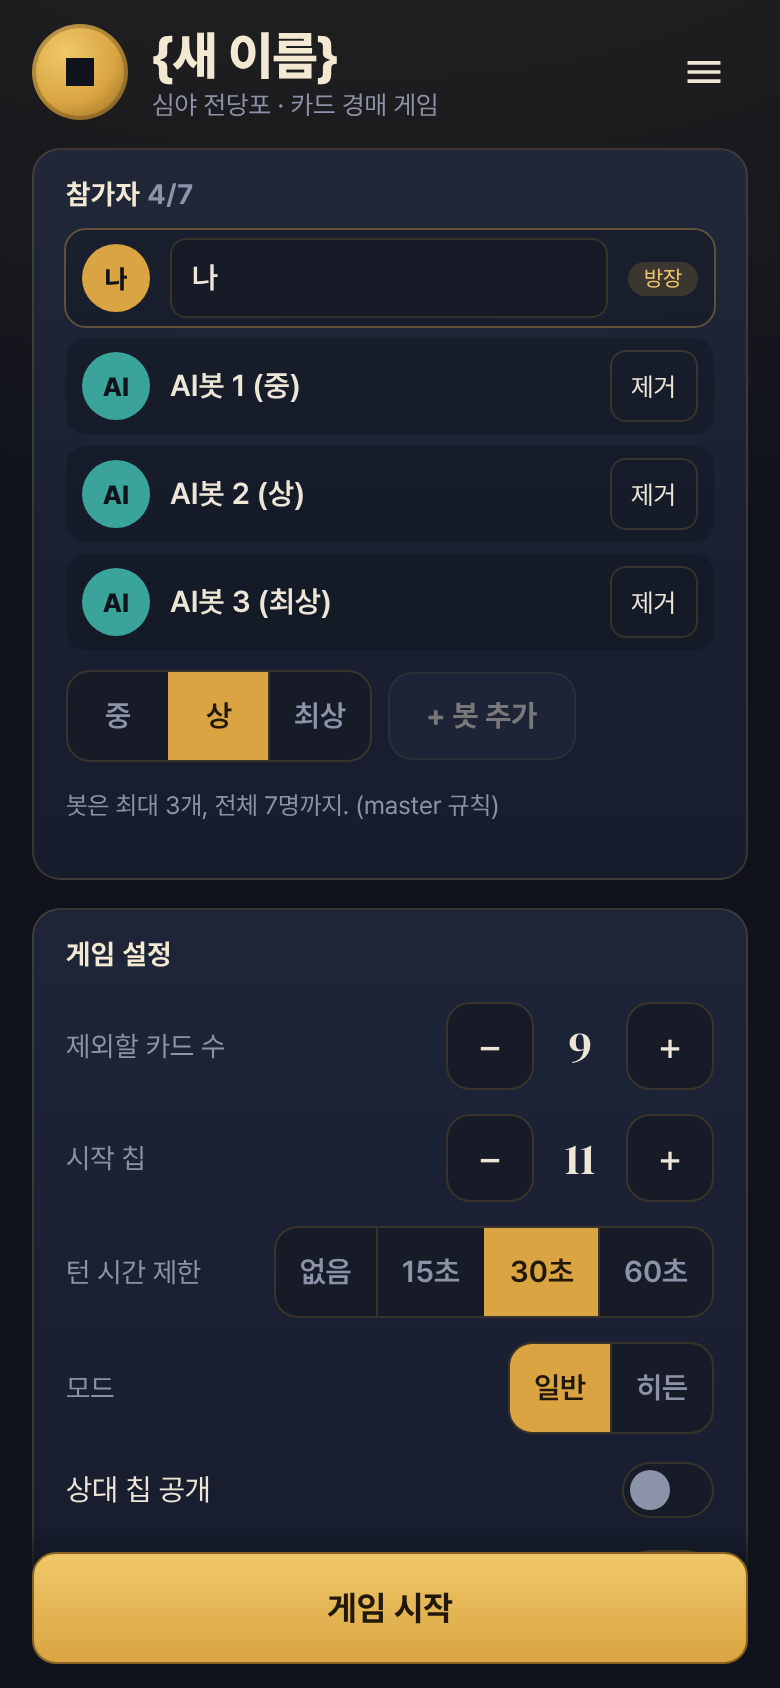 {새 이름}
심야 전당포 · 카드 경매 게임
참가자 4/7
나 나 방장
AI AI봇 1 (중) 제거
AI AI봇 2 (상) 제거
AI AI봇 3 (최상) 제거
중 상 최상 + 봇 추가
봇은 최대 3개, 전체 7명까지. (master 규칙)
게임 설정
제외할 카드 수 − 9 +
시작 칩 − 11 +
턴 시간 제한 없음 15초 30초 60초
모드 일반 히든
상대 칩 공개
게임 시작